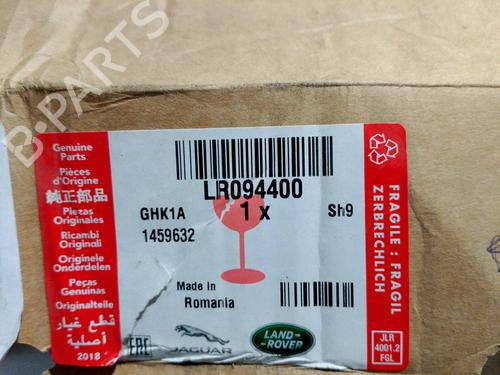 B-PARTS
Genuine
Parts
Pièces
d'Origine
純正部品
Piezas
Originales
Ricambi
Originali
Originele
Onderdelen
Peças
Genuínas
Originalteile
قطع غيار
أصلية
2018
LR094400
GHK1A
1 x
Sh9
1459632
Made in
Romania
EAC
JAGUAR
LAND-
ROVER
FRAGILE : FRAGIL
ZERBRECHLICH
JLR
4001.2
FGL